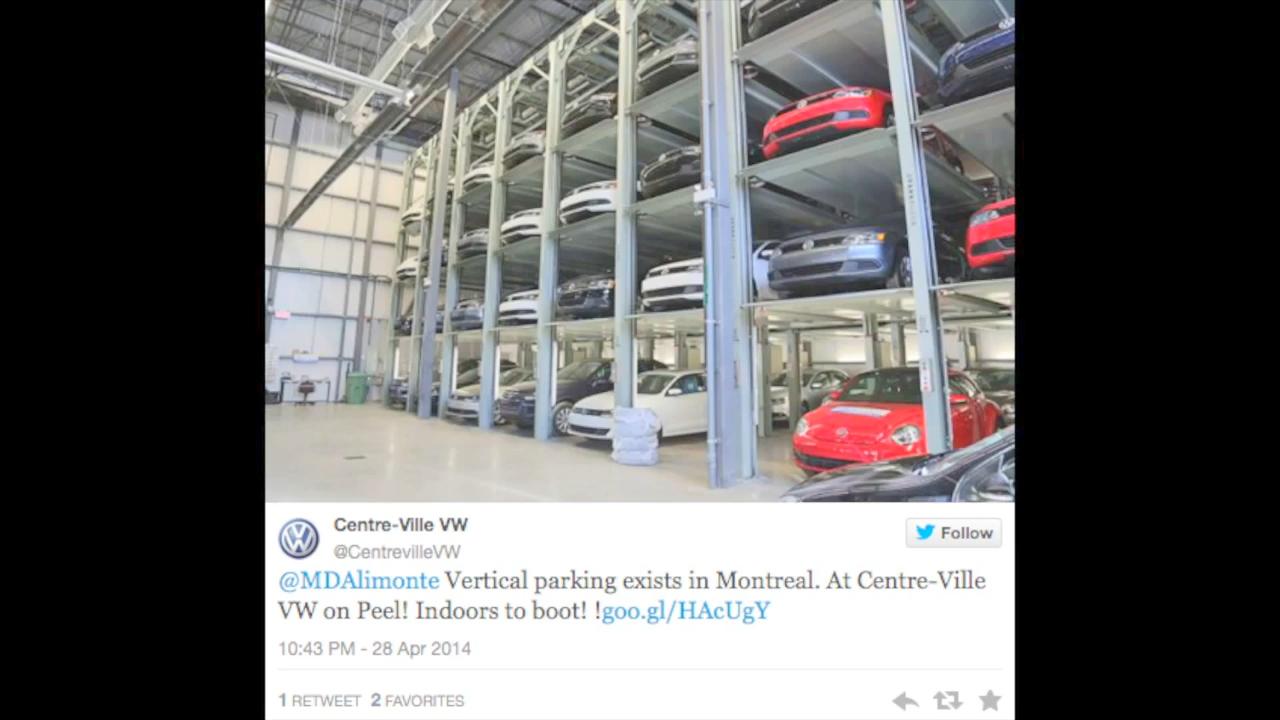 Centre-Ville VW
Follow
@CentrevilleVW
@MDAlimonte Vertical parking exists in Montreal. At Centre-Ville
VW on Peel! Indoors to boot! !goo.gl/HAcUgY
10:43 PM - 28 Apr 2014
1 RETWEET 2 FAVORITES